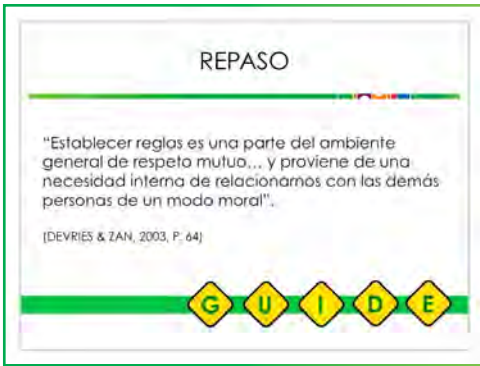 REPASO
“Establecer reglas es una parte del ambiente
general de respeto mutuo... y proviene de una
necesidad interna de relacionarnos con las demás
personas de un modo moral”.
(DEVRIES & ZAN, 2003, P. 64)
G U I D E